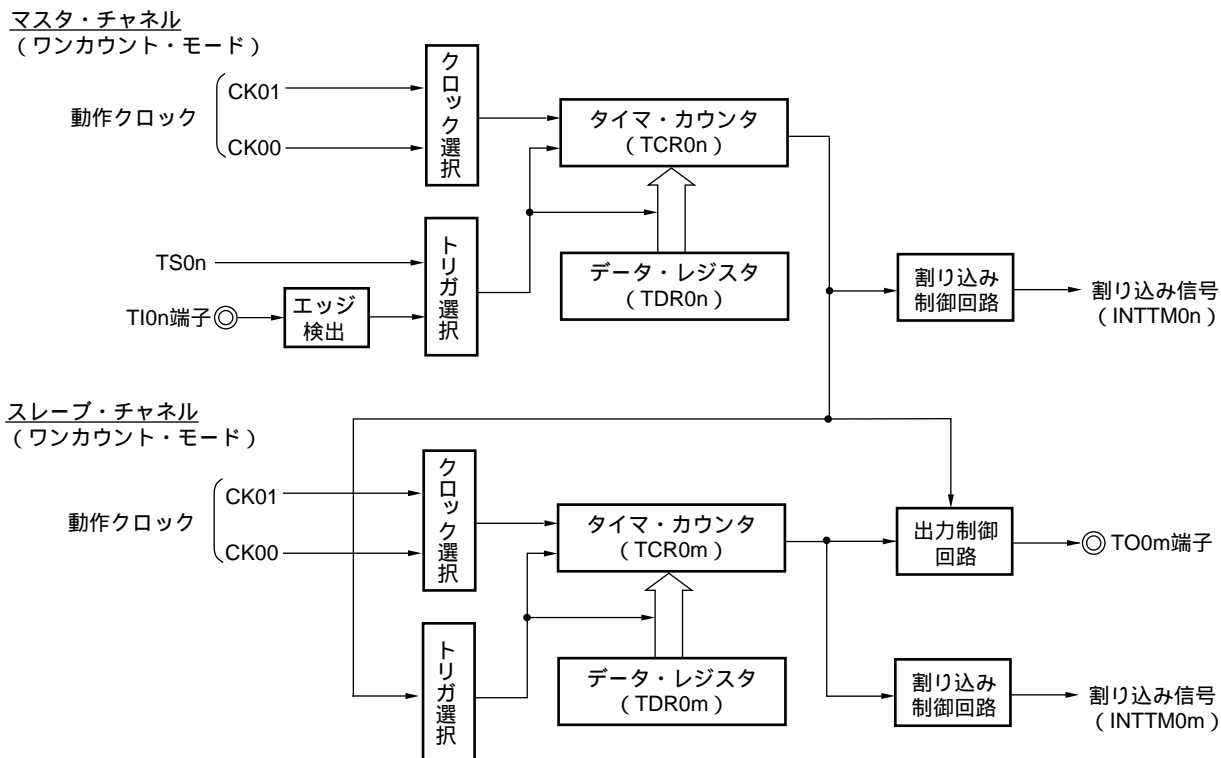 マスタ・チャネル
（ワンカウント・モード）
動作クロック
CK01
CK00
クロック選択
タイマ・カウンタ
（TCR0n）
TS0n
TI0n端子
エッジ
検出
トリガ選択
データ・レジスタ
（TDR0n）
割り込み
制御回路
割り込み信号
（INTTM0n）
スレーブ・チャネル
（ワンカウント・モード）
動作クロック
CK01
CK00
クロック選択
タイマ・カウンタ
（TCR0m）
出力制御
回路
TO0m端子
トリガ選択
データ・レジスタ
（TDR0m）
割り込み
制御回路
割り込み信号
（INTTM0m）